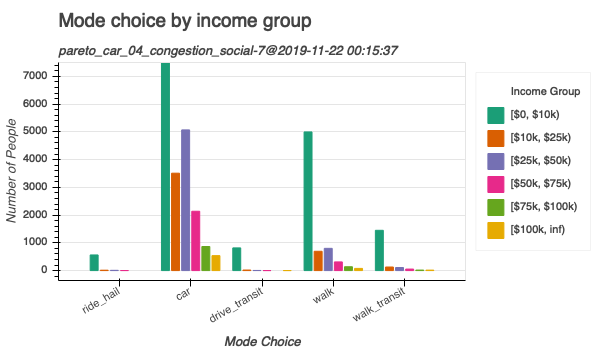 Mode choice by income group
pareto_car_04_congestion_social-7@2019-11-22 00:15:37
Number of People
7000
6000
5000
4000
3000
2000
1000
0
ride_hail
car
drive_transit
walk
walk_transit
Mode Choice
Income Group
[$0, $10k)
[$10k, $25k)
[$25k, $50k)
[$50k, $75k)
[$75k, $100k)
[$100k, inf)